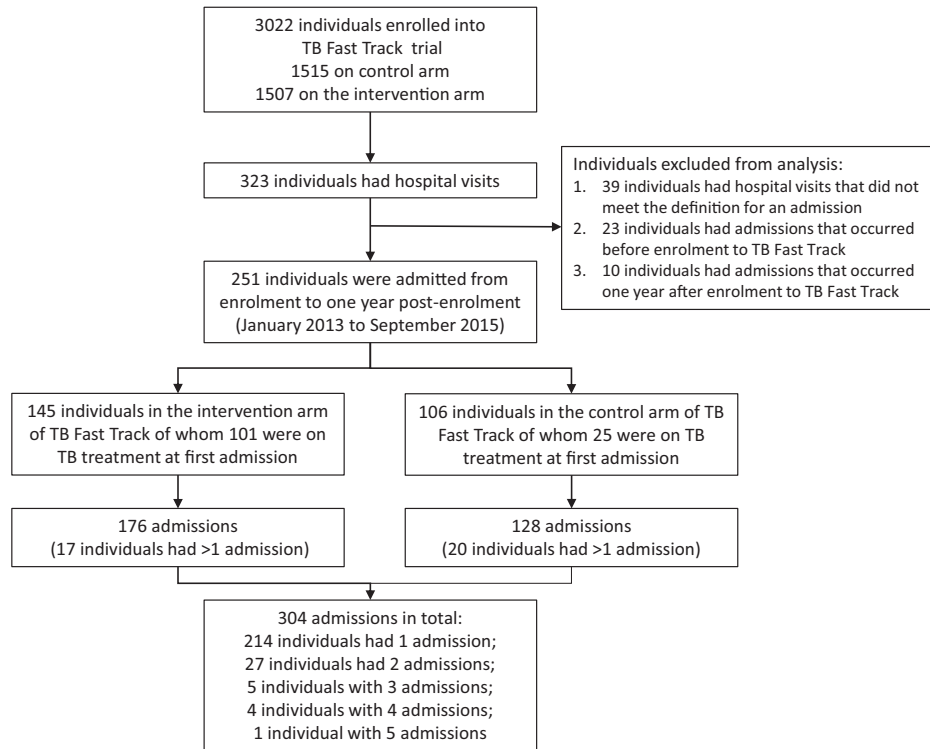 3022 individuals enrolled into
TB Fast Track trial
1515 on control arm
1507 on the intervention arm
323 individuals had hospital visits
Individuals excluded from analysis:
1. 39 individuals had hospital visits that did not
meet the definition for an admission
2. 23 individuals had admissions that occurred
before enrolment to TB Fast Track
3. 10 individuals had admissions that occurred
one year after enrolment to TB Fast Track
251 individuals were admitted from
enrolment to one year post-enrolment
(January 2013 to September 2015)
145 individuals in the intervention arm
of TB Fast Track of whom 101 were on
TB treatment at first admission
106 individuals in the control arm of TB
Fast Track of whom 25 were on TB
treatment at first admission
176 admissions
(17 individuals had >1 admission)
128 admissions
(20 individuals had >1 admission)
304 admissions in total:
214 individuals had 1 admission;
27 individuals had 2 admissions;
5 individuals with 3 admissions;
4 individuals with 4 admissions;
1 individual with 5 admissions